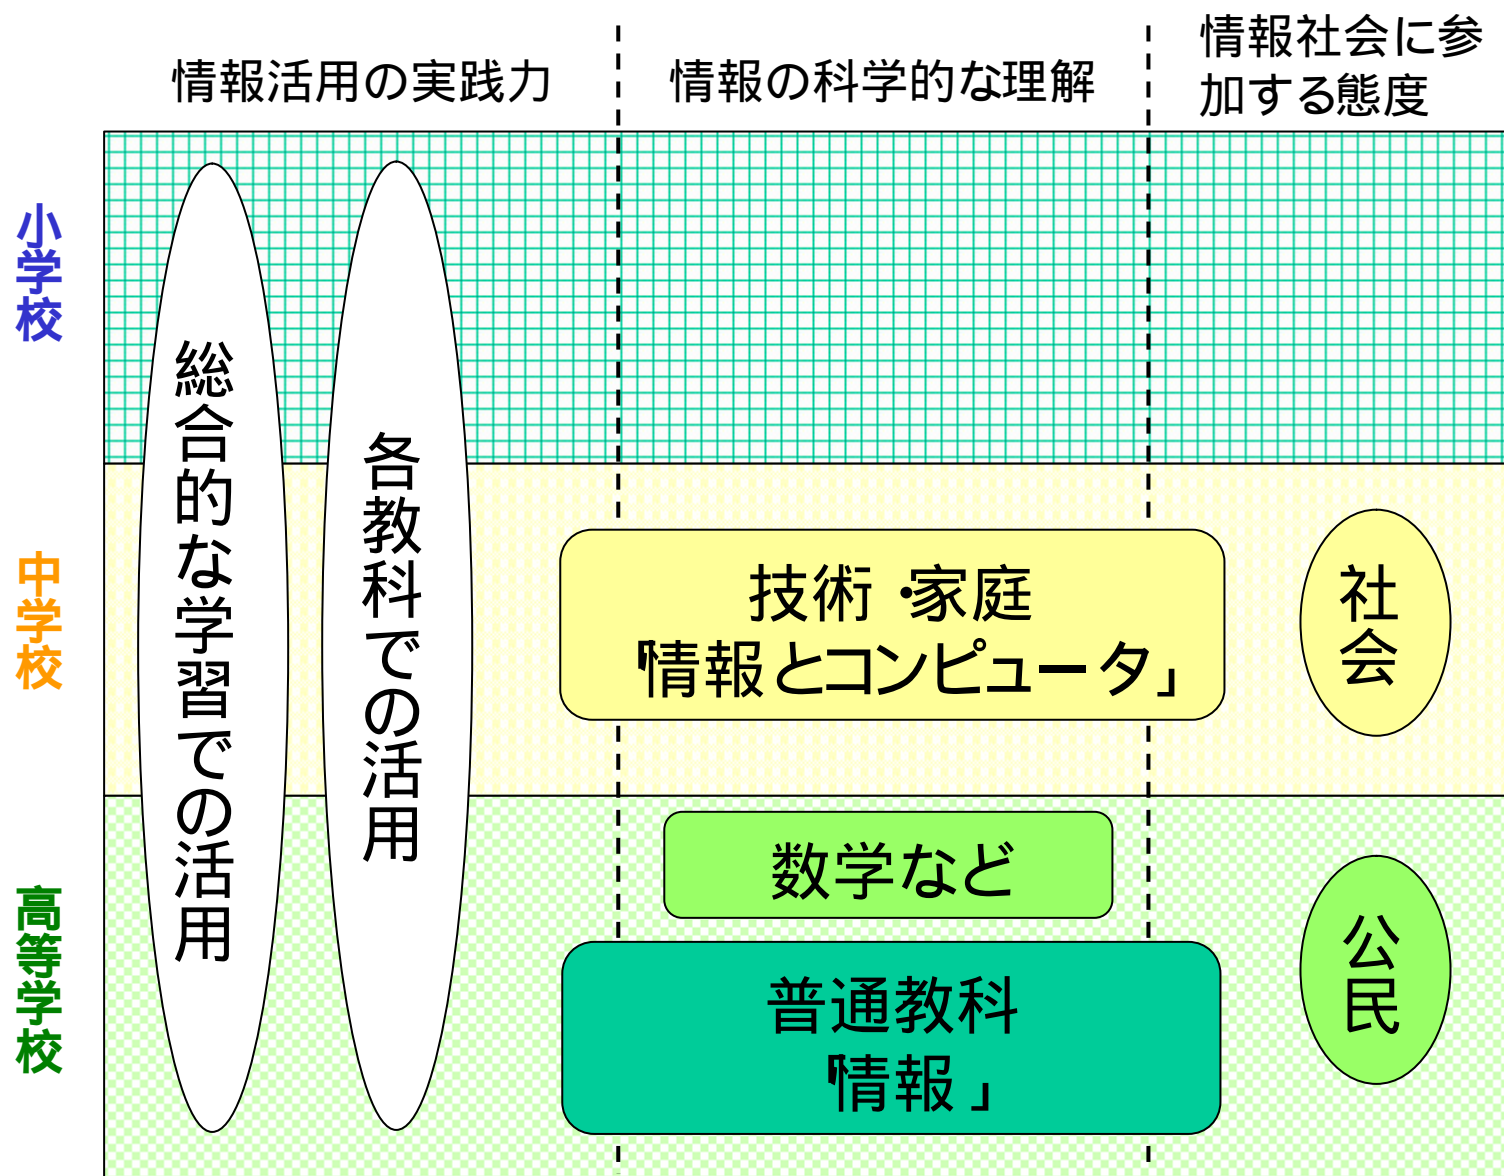 情報活用の実践力
情報の科学的な理解
情報社会に参
加する態度
小学校
総合的な学習での活用
各教科での活用
中学校
技術・家庭
「情報とコンピュータ」
社会
高等学校
数学など
普通教科
「情報」
公民